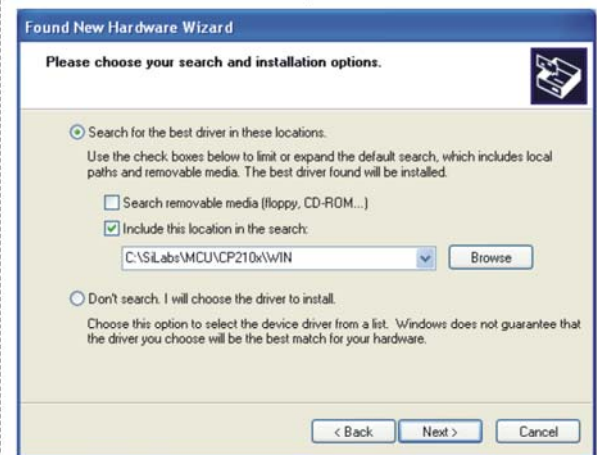 Found New Hardware Wizard
Please choose your search and installation options.
Search for the best driver in these locations.
Use the check boxes below to limit or expand the default search, which includes local
paths and removable media. The best driver found will be installed.
Search removable media (floppy, CD-ROM...)
Include this location in the search:
C:\SiLabs\MCU\CP210x\WIN
Browse
Don't search. I will choose the driver to install.
Choose this option to select the device driver from a list. Windows does not guarantee that
the driver you choose will be the best match for your hardware.
< Back Next > Cancel